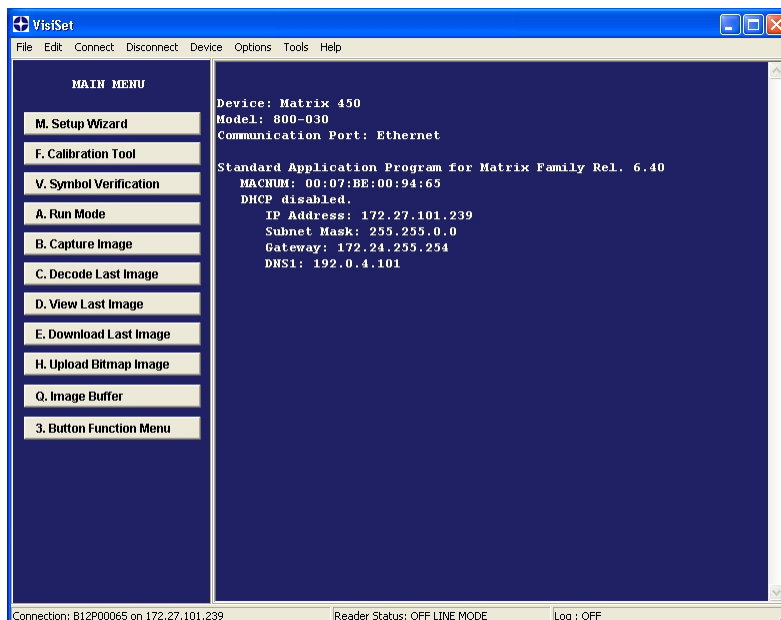 VisiSet
File Edit Connect Disconnect Device Options Tools Help
MAIN MENU
M. Setup Wizard
F. Calibration Tool
V. Symbol Verification
A. Run Mode
B. Capture Image
C. Decode Last Image
D. View Last Image
E. Download Last Image
H. Upload Bitmap Image
Q. Image Buffer
3. Button Function Menu
Device: Matrix 450
Model: 800-030
Communication Port: Ethernet
Standard Application Program for Matrix Family Rel. 6.40
MACNUM: 00:07:BE:00:94:65
DHCP disabled.
IP Address: 172.27.101.239
Subnet Mask: 255.255.0.0
Gateway: 172.24.255.254
DNS1: 192.0.4.101
Connection: B12P00065 on 172.27.101.239 Reader Status: OFF LINE MODE Log : OFF